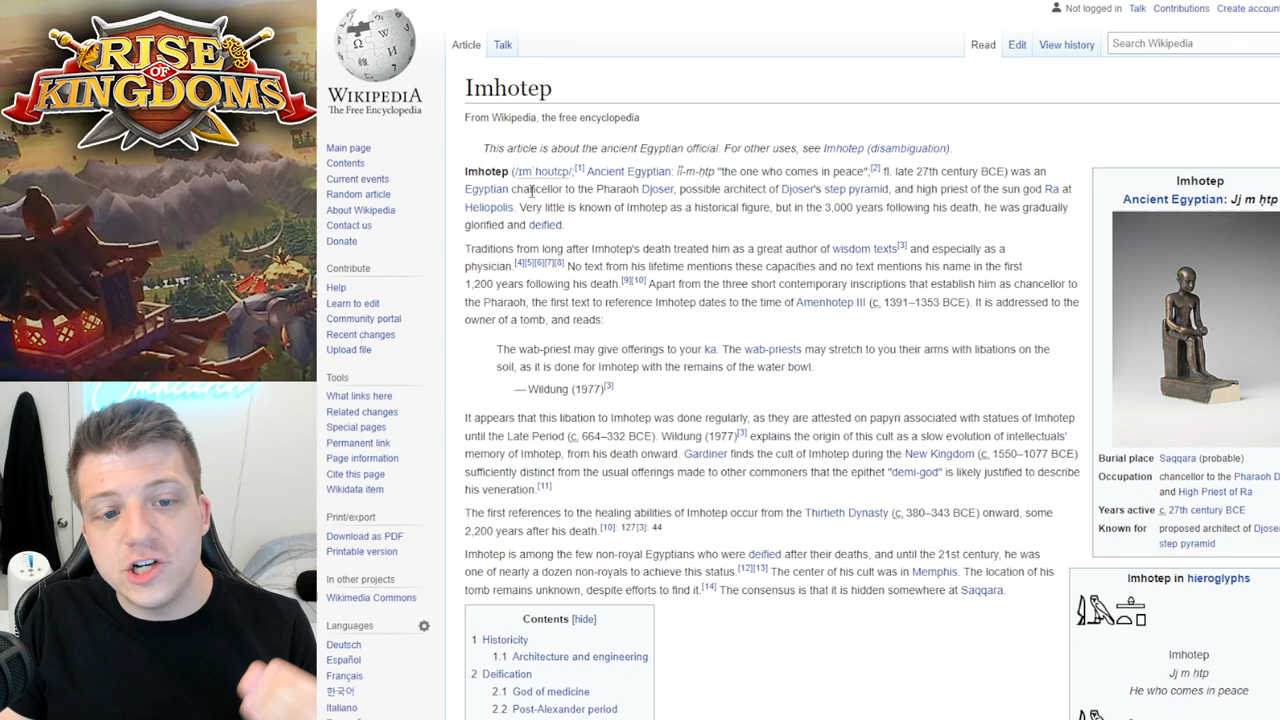 RISE
OF
KINGDOMS
WIKIPEDIA
The Free Encyclopedia
Main page
Contents
Current events
Random article
About Wikipedia
Contact us
Donate
Contribute
Help
Learn to edit
Community portal
Recent changes
Upload file
Tools
What links here
Related changes
Special pages
Permanent link
Page information
Cite this page
Wikidata item
Print/export
Download as PDF
Printable version
In other projects
Wikimedia Commons
Languages
Deutsch
Español
Français
한국어
Italiano
Not logged in Talk Contributions Create accoun
Article Talk
Read Edit View history Search Wikipedia
Imhotep
From Wikipedia, the free encyclopedia
This article is about the ancient Egyptian official. For other uses, see Imhotep (disambiguation).
Imhotep (/ɪmˈhoʊtɛp/;[1] Ancient Egyptian: ỉỉ-m-ḥtp "the one who comes in peace";[2] fl. late 27th century BCE) was an
Egyptian chancellor to the Pharaoh Djoser, possible architect of Djoser's step pyramid, and high priest of the sun god Ra at
Heliopolis. Very little is known of Imhotep as a historical figure, but in the 3,000 years following his death, he was gradually
glorified and deified.
Traditions from long after Imhotep's death treated him as a great author of wisdom texts[3] and especially as a
physician.[4][5][6][7][8] No text from his lifetime mentions these capacities and no text mentions his name in the first
1,200 years following his death.[9][10] Apart from the three short contemporary inscriptions that establish him as chancellor to
the Pharaoh, the first text to reference Imhotep dates to the time of Amenhotep III (c. 1391–1353 BCE). It is addressed to the
owner of a tomb, and reads:
The wab-priest may give offerings to your ka. The wab-priests may stretch to you their arms with libations on the
soil, as it is done for Imhotep with the remains of the water bowl.
— Wildung (1977)[3]
It appears that this libation to Imhotep was done regularly, as they are attested on papyri associated with statues of Imhotep
until the Late Period (c. 664–332 BCE). Wildung (1977)[3] explains the origin of this cult as a slow evolution of intellectuals'
memory of Imhotep, from his death onward. Gardiner finds the cult of Imhotep during the New Kingdom (c. 1550–1077 BCE)
sufficiently distinct from the usual offerings made to other commoners that the epithet "demi-god" is likely justified to describe
his veneration.[11]
The first references to the healing abilities of Imhotep occur from the Thirtieth Dynasty (c. 380–343 BCE) onward, some
2,200 years after his death.[10]: 127[3]: 44
Imhotep is among the few non-royal Egyptians who were deified after their deaths, and until the 21st century, he was
one of nearly a dozen non-royals to achieve this status.[12][13] The center of his cult was in Memphis. The location of his
tomb remains unknown, despite efforts to find it.[14] The consensus is that it is hidden somewhere at Saqqara.
Contents [hide]
1 Historicity
1.1 Architecture and engineering
2 Deification
2.1 God of medicine
2.2 Post-Alexander period
Imhotep
Ancient Egyptian: Jj m ḥtp
Burial place Saqqara (probable)
Occupation chancellor to the Pharaoh D
and High Priest of Ra
Years active c. 27th century BCE
Known for proposed architect of Djose
step pyramid
Imhotep in hieroglyphs
Imhotep
Jj m ḥtp
He who comes in peace